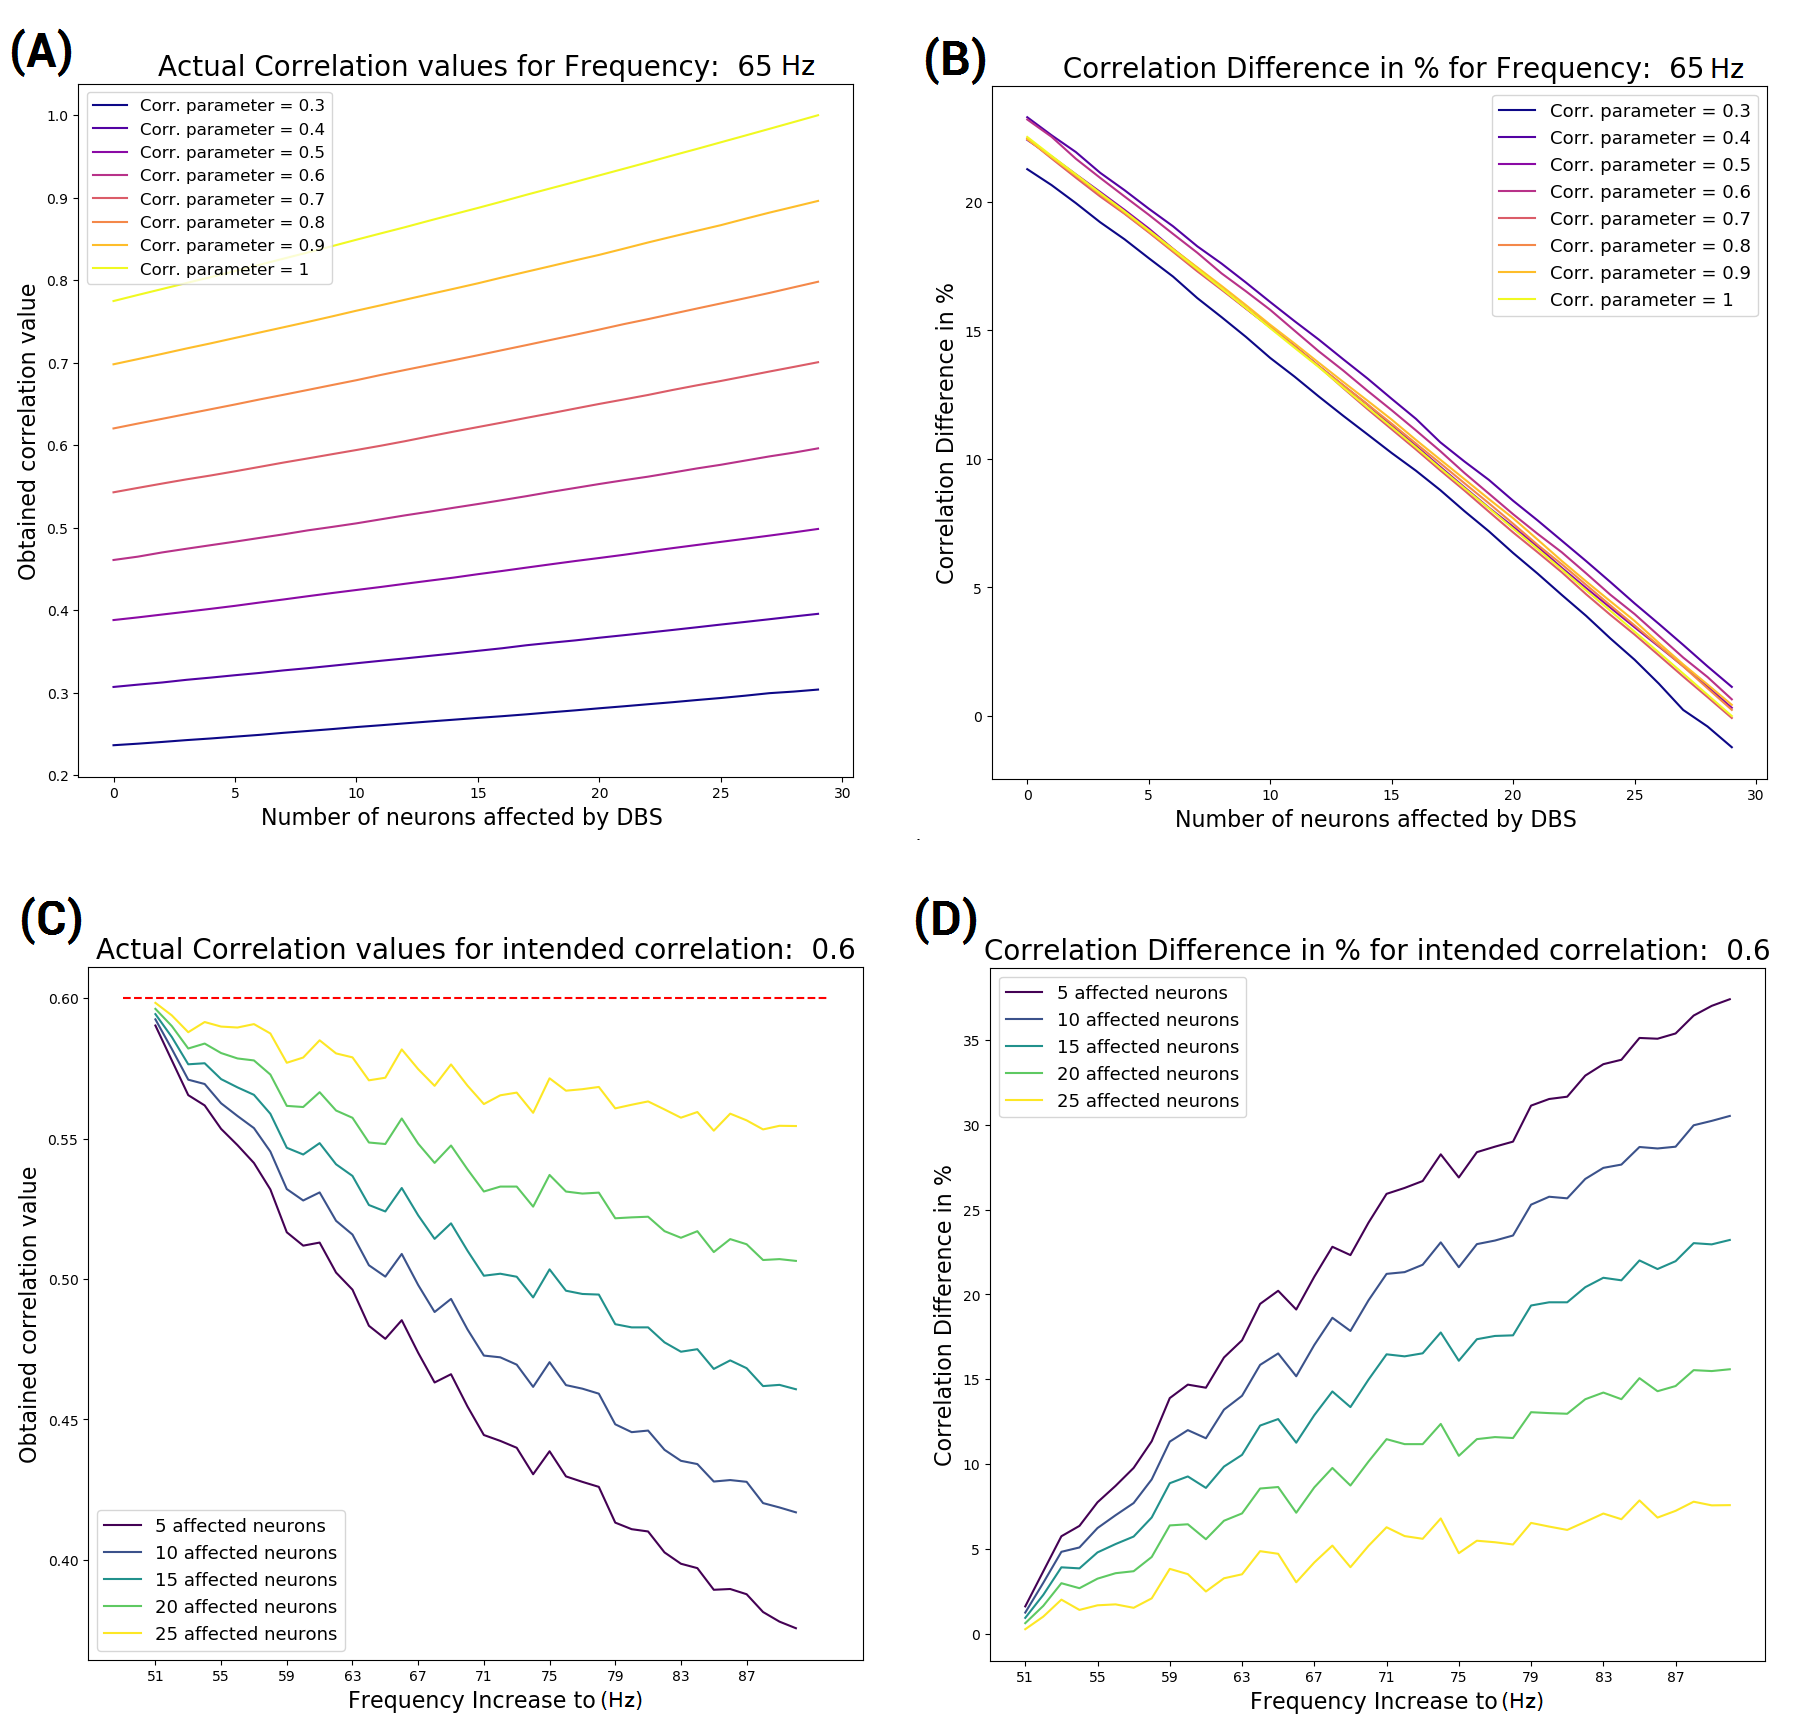 (A)
Actual Correlation values for Frequency: 65 Hz
Corr. parameter = 0.3
Corr. parameter = 0.4
Corr. parameter = 0.5
Corr. parameter = 0.6
Corr. parameter = 0.7
Corr. parameter = 0.8
Corr. parameter = 0.9
Corr. parameter = 1
Obtained correlation value
1.0
0.9
0.8
0.7
0.6
0.5
0.4
0.3
0.2
0 5 10 15 20 25 30
Number of neurons affected by DBS
(B)
Correlation Difference in % for Frequency: 65 Hz
Corr. parameter = 0.3
Corr. parameter = 0.4
Corr. parameter = 0.5
Corr. parameter = 0.6
Corr. parameter = 0.7
Corr. parameter = 0.8
Corr. parameter = 0.9
Corr. parameter = 1
Correlation Difference in %
20
15
10
5
0
0 5 10 15 20 25 30
Number of neurons affected by DBS
(C)
Actual Correlation values for intended correlation: 0.6
Obtained correlation value
0.60
0.55
0.50
0.45
0.40
5 affected neurons
10 affected neurons
15 affected neurons
20 affected neurons
25 affected neurons
51 55 59 63 67 71 75 79 83 87
Frequency Increase to (Hz)
(D)
Correlation Difference in % for intended correlation: 0.6
5 affected neurons
10 affected neurons
15 affected neurons
20 affected neurons
25 affected neurons
Correlation Difference in %
35
30
25
20
15
10
5
0
51 55 59 63 67 71 75 79 83 87
Frequency Increase to (Hz)